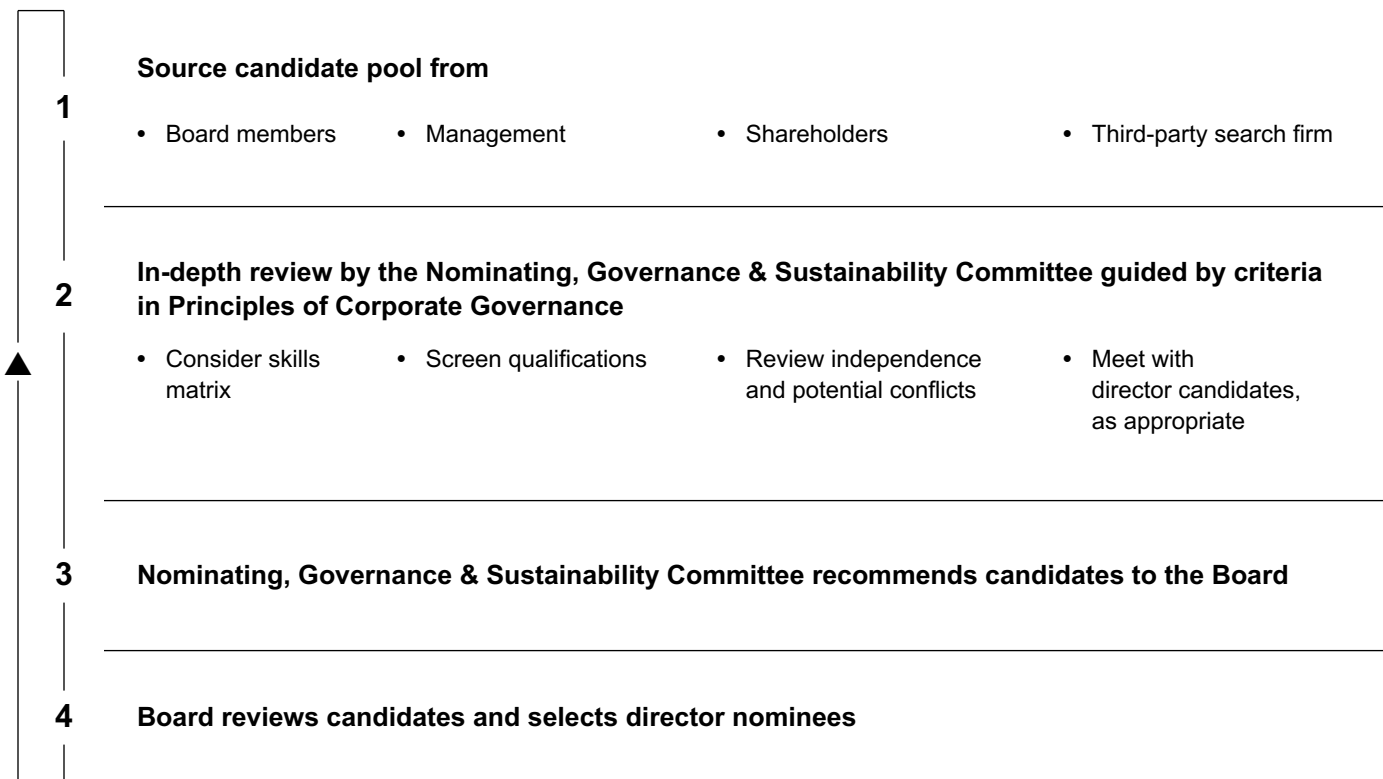 1
Source candidate pool from
• Board members • Management • Shareholders • Third-party search firm
2
In-depth review by the Nominating, Governance & Sustainability Committee guided by criteria
in Principles of Corporate Governance
• Consider skills
matrix
• Screen qualifications
• Review independence
and potential conflicts
• Meet with
director candidates,
as appropriate
3
Nominating, Governance & Sustainability Committee recommends candidates to the Board
4
Board reviews candidates and selects director nominees